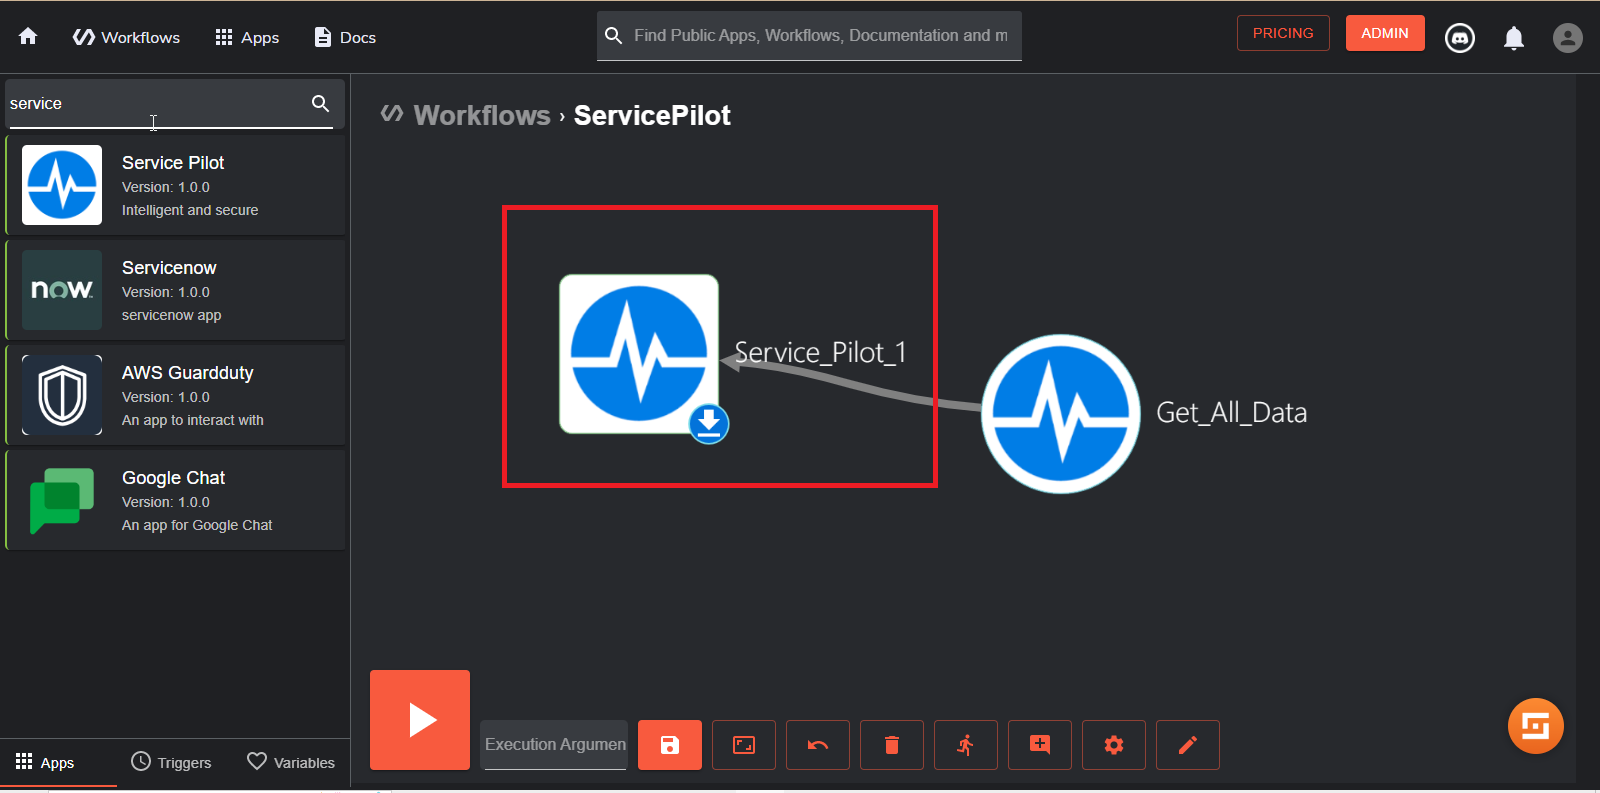 Workflows
Apps
Docs
Find Public Apps, Workflows, Documentation and m
PRICING
ADMIN
service
Service Pilot
Version: 1.0.0
Intelligent and secure
now
Servicenow
Version: 1.0.0
servicenow app
AWS Guardduty
Version: 1.0.0
An app to interact with
Google Chat
Version: 1.0.0
An app for Google Chat
Apps
Triggers
Variables
Workflows › ServicePilot
Service_Pilot_1
Get_All_Data
Execution Argumen